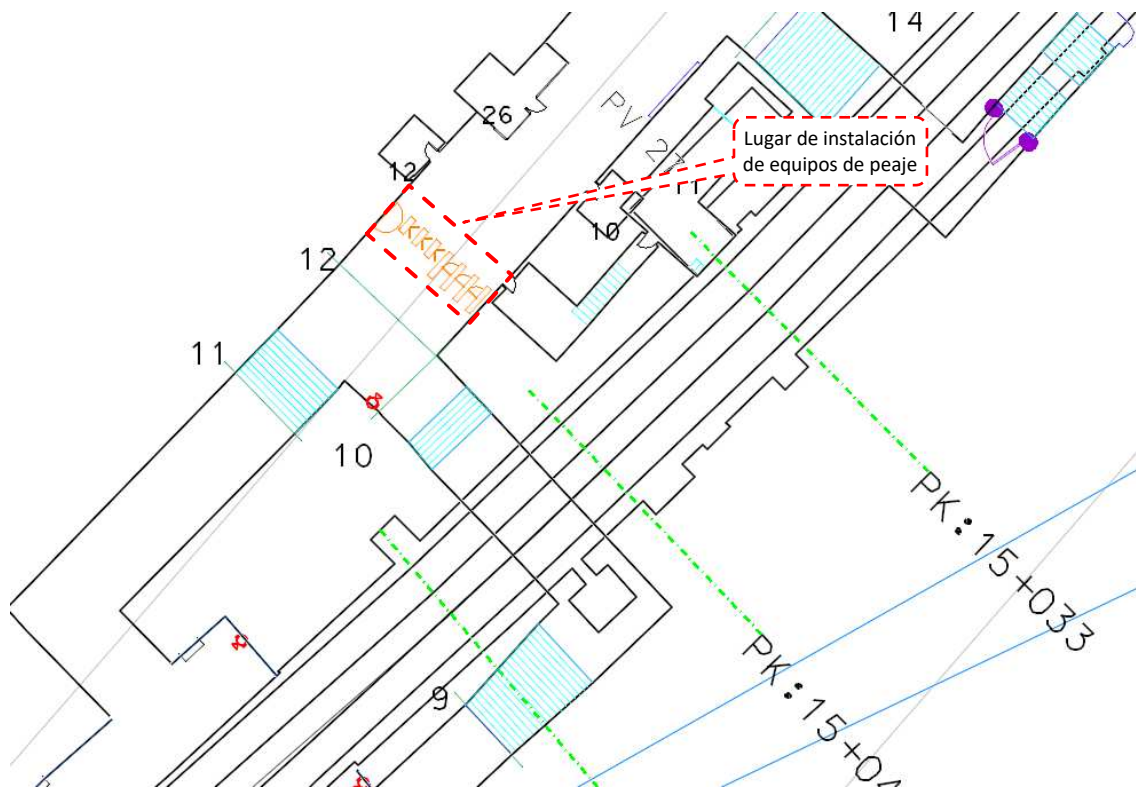 14
26
PV
27
Lugar de instalación
de equipos de peaje
12
11
10
12
11
10
PK:15+033
9
PK:15+04